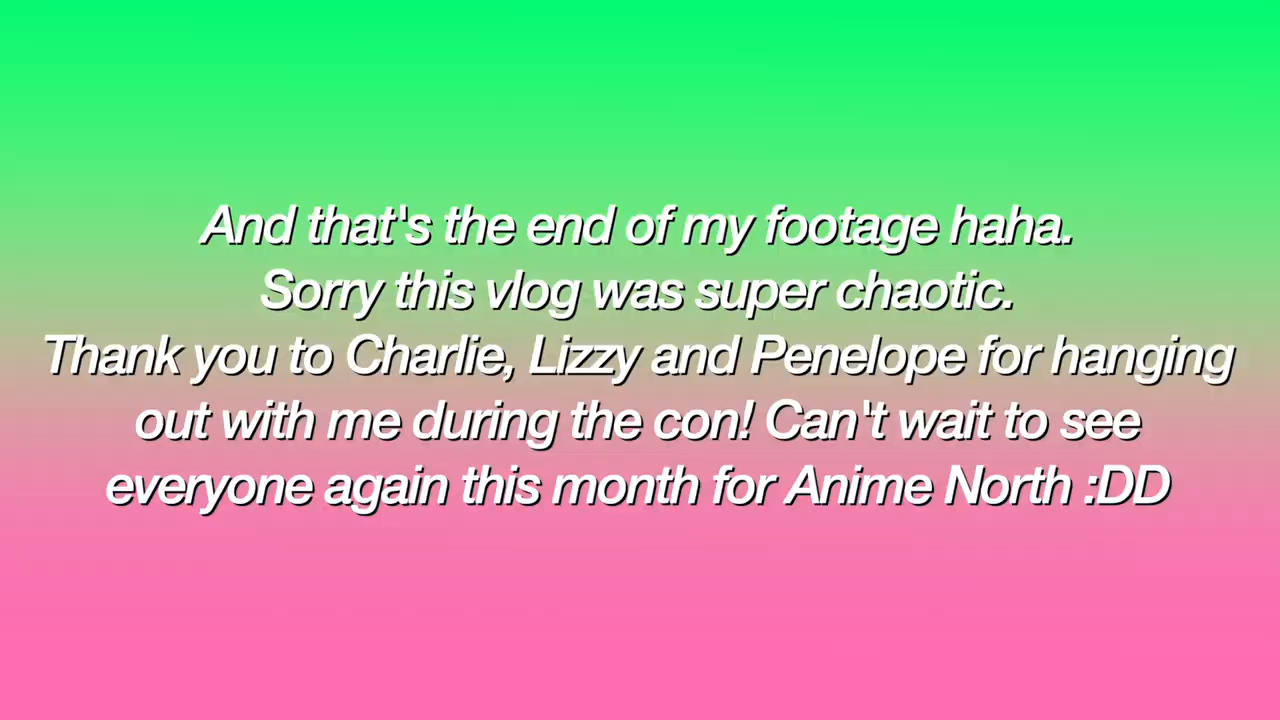 And that's the end of my footage haha.
Sorry this vlog was super chaotic.
Thank you to Charlie, Lizzy and Penelope for hanging
out with me during the con! Can't wait to see
everyone again this month for Anime North :DD